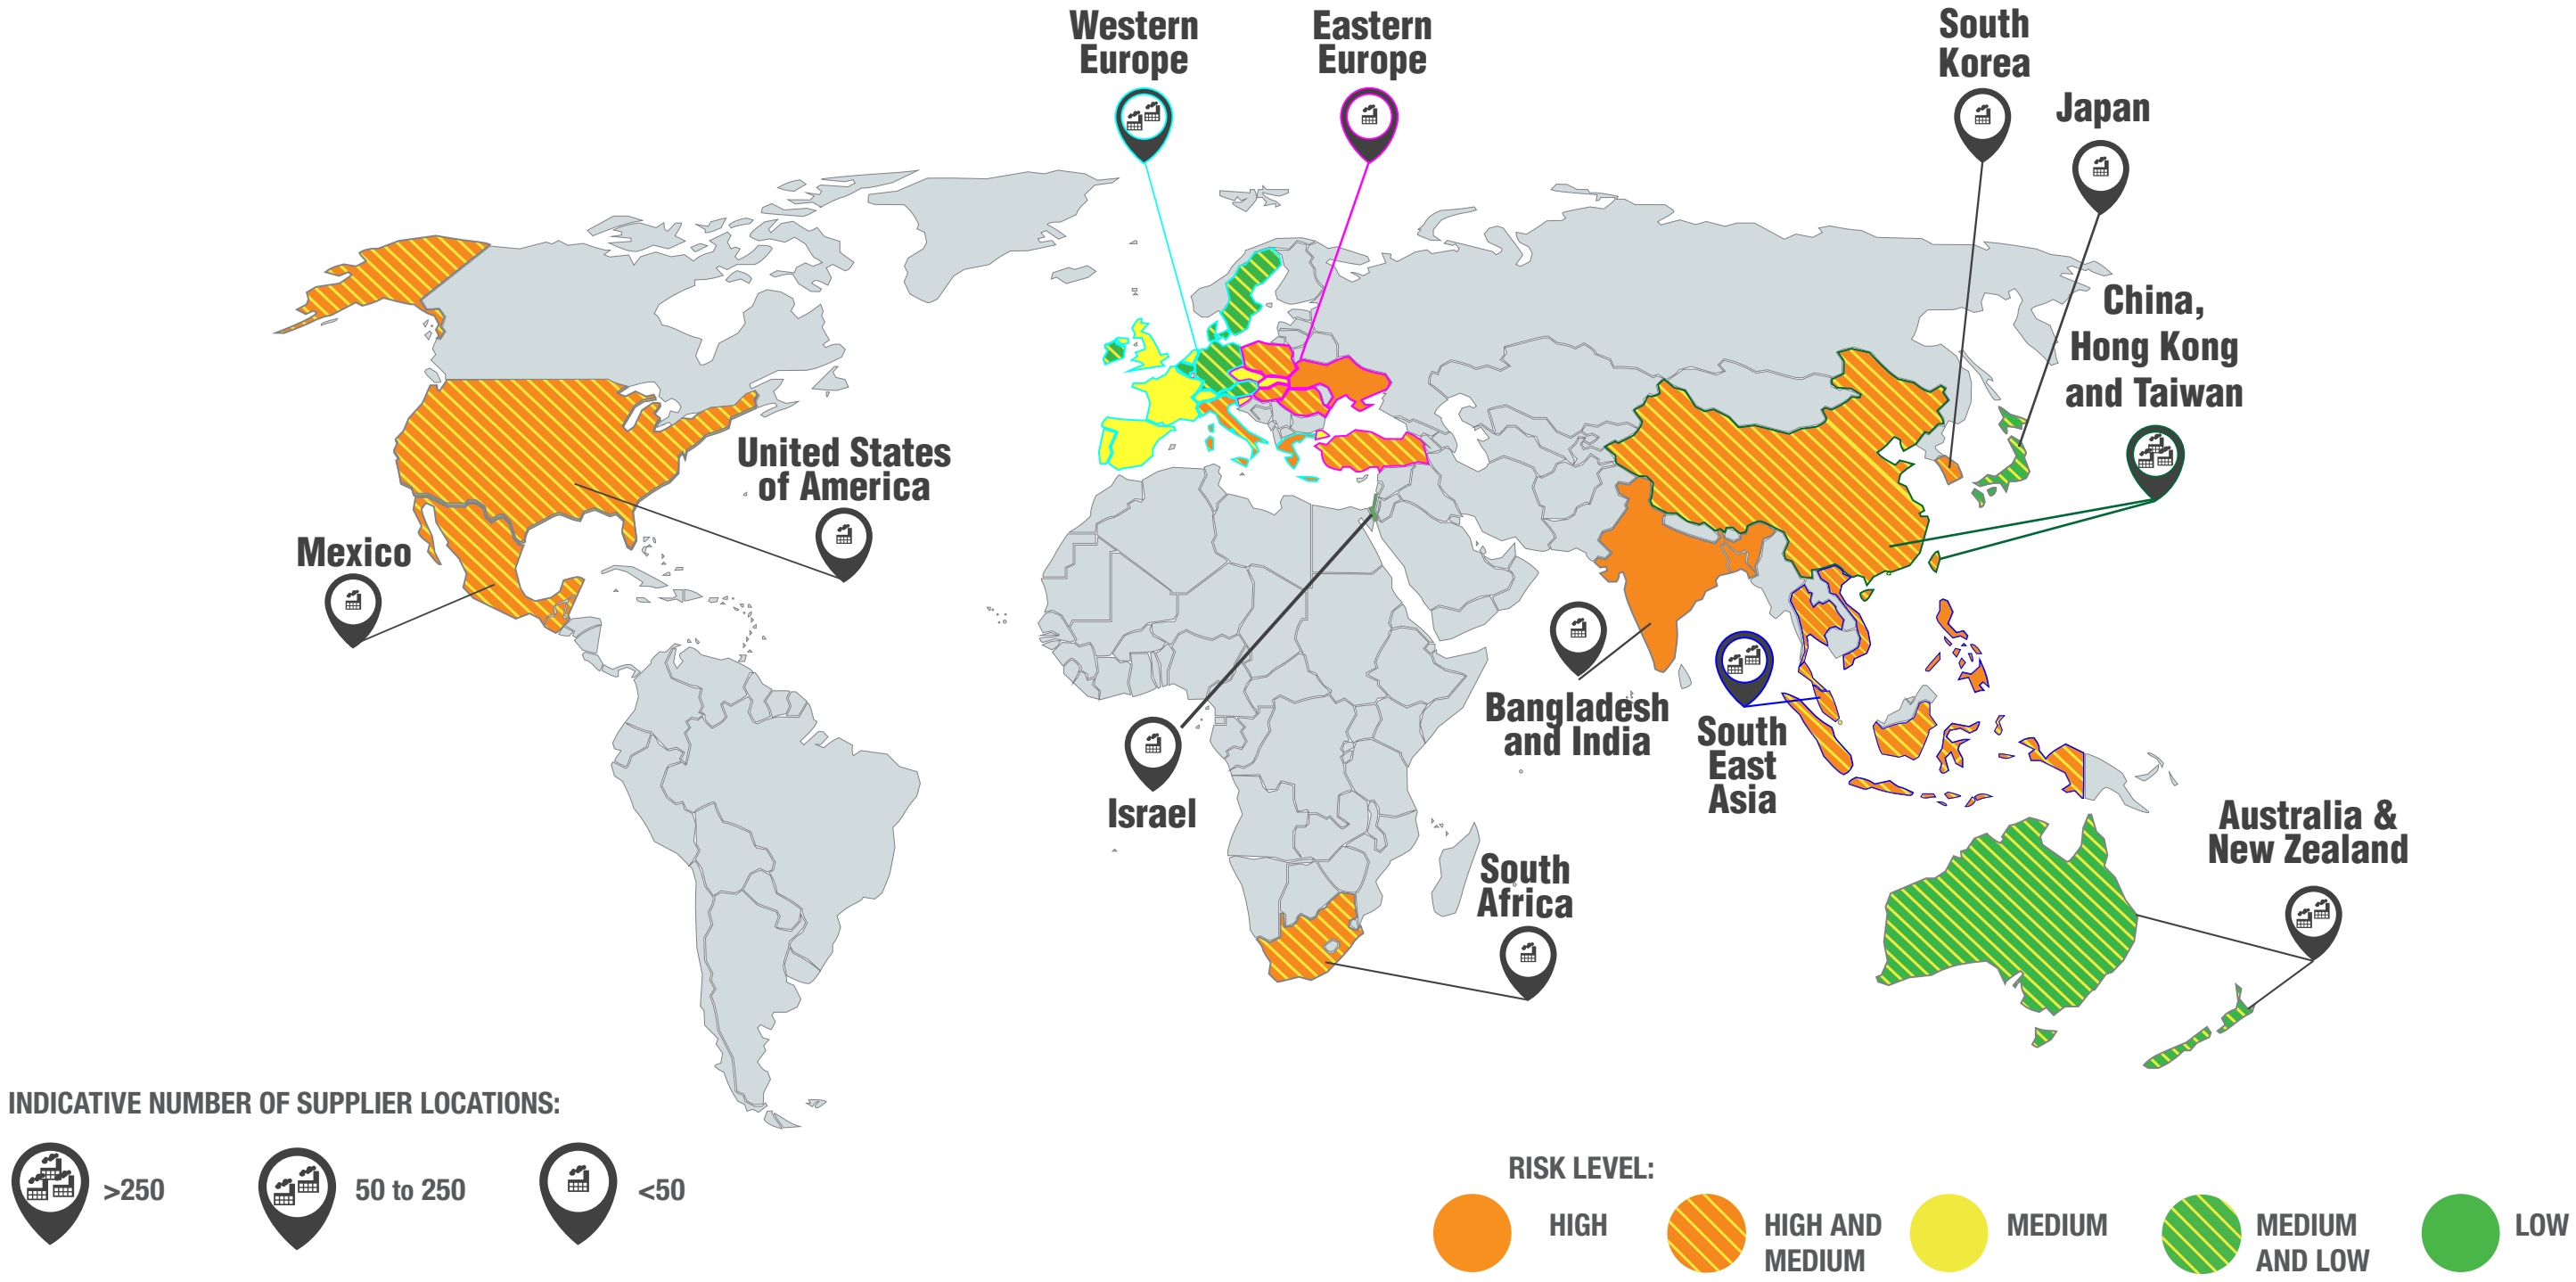 Western
Europe
Eastern
Europe
South
Korea
Japan
China,
Hong Kong
and Taiwan
United States
of America
Mexico
Bangladesh
and India
South
East
Asia
Israel
South
Africa
Australia &
New Zealand
INDICATIVE NUMBER OF SUPPLIER LOCATIONS:
>250
50 to 250
<50
RISK LEVEL:
HIGH
HIGH AND
MEDIUM
MEDIUM
MEDIUM
AND LOW
LOW